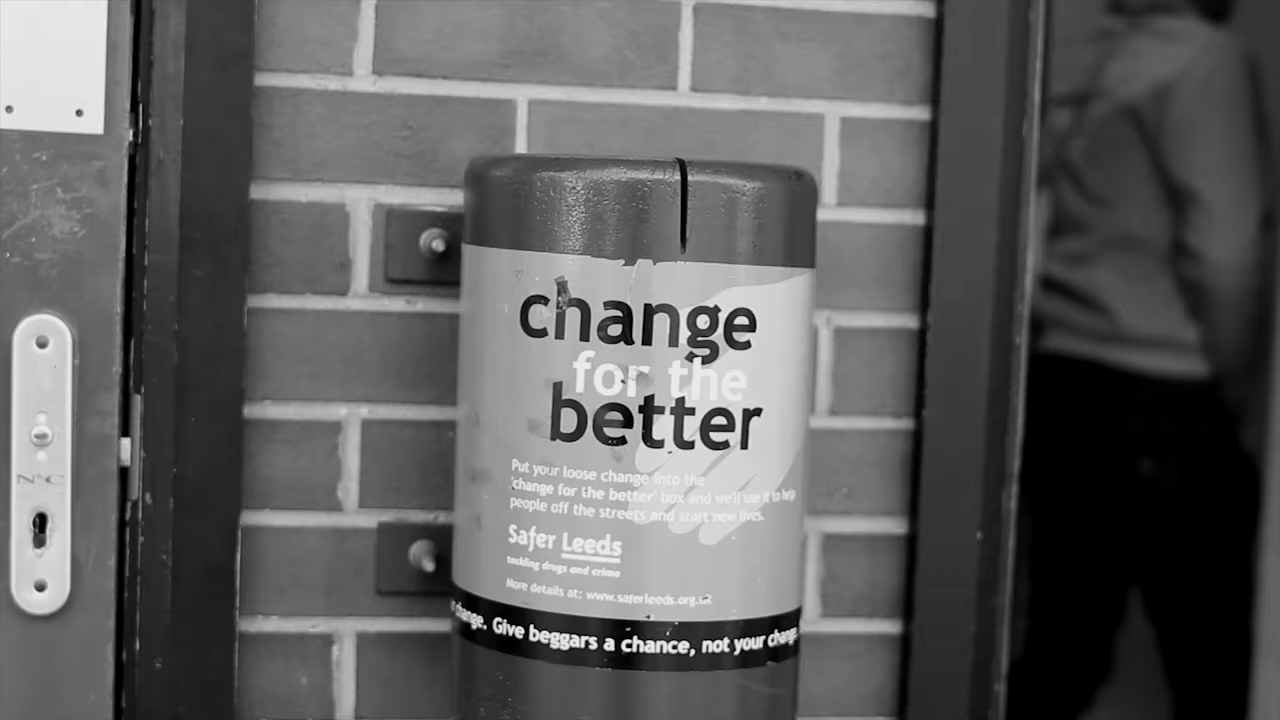 change
for the
better
Put your loose change into the
'change for the better' box and we'll use it to help
people off the streets and start new lives.
Safer Leeds
tackling drugs and crime
More details at: www.saferleeds.org.uk
change. Give beggars a chance, not your change.